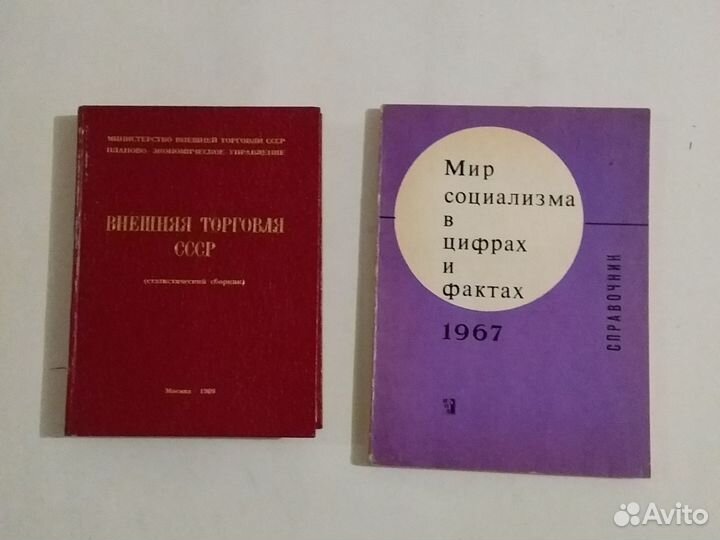 МИНИСТЕРСТВО ВНЕШНЕЙ ТОРГОВЛИ СССР
ПЛАНОВО-ЭКОНОМИЧЕСКОЕ УПРАВЛЕНИЕ
ВНЕШНЯЯ ТОРГОВЛЯ
СССР
(статистический сборник)
Москва
Мир
социализма
в
цифрах
и
фактах
1967
СПРАВОЧНИК
Avito